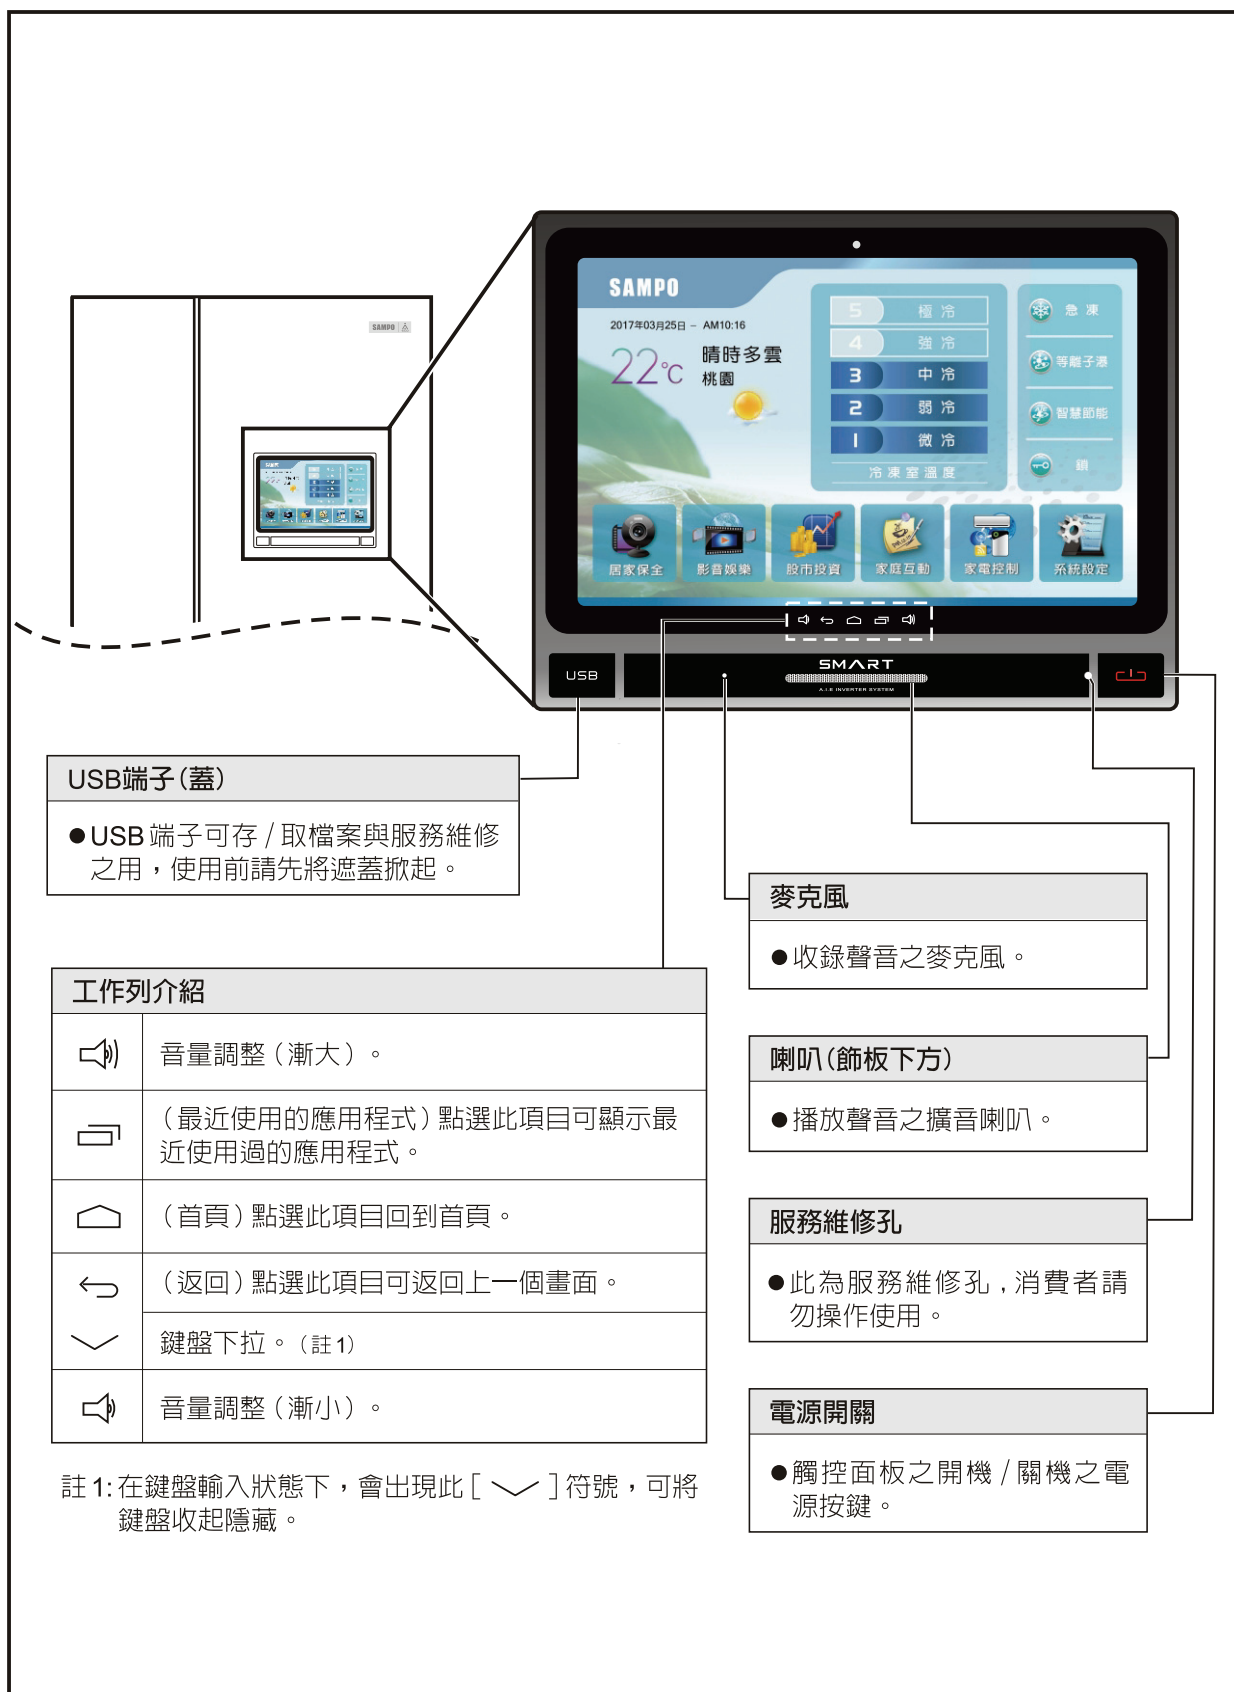 SAMPO
SAMPO
2017年03月25日 - AM10:16
22°C
晴時多雲
桃園
5 極冷
4 強冷
3 中冷
2 弱冷
1 微冷
冷凍室溫度
急凍
等離子瀑
智慧節能
鎖
居家保全
影音娛樂
股市投資
家庭互動
家電控制
系統設定
USB
SMART
A.I.E INVERTER SYSTEM
USB端子(蓋)
●USB端子可存/取檔案與服務維修
之用，使用前請先將遮蓋掀起。
麥克風
●收錄聲音之麥克風。
工作列介紹
音量調整(漸大)。
(最近使用的應用程式)點選此項目可顯示最
近使用過的應用程式。
(首頁)點選此項目回到首頁。
(返回)點選此項目可返回上一個畫面。
鍵盤下拉。(註1)
音量調整(漸小)。
註1:在鍵盤輸入狀態下，會出現此[ ﹀ ]符號，可將
鍵盤收起隱藏。
喇叭(飾板下方)
●播放聲音之擴音喇叭。
服務維修孔
●此為服務維修孔,消費者請
勿操作使用。
電源開關
●觸控面板之開機/關機之電
源按鍵。